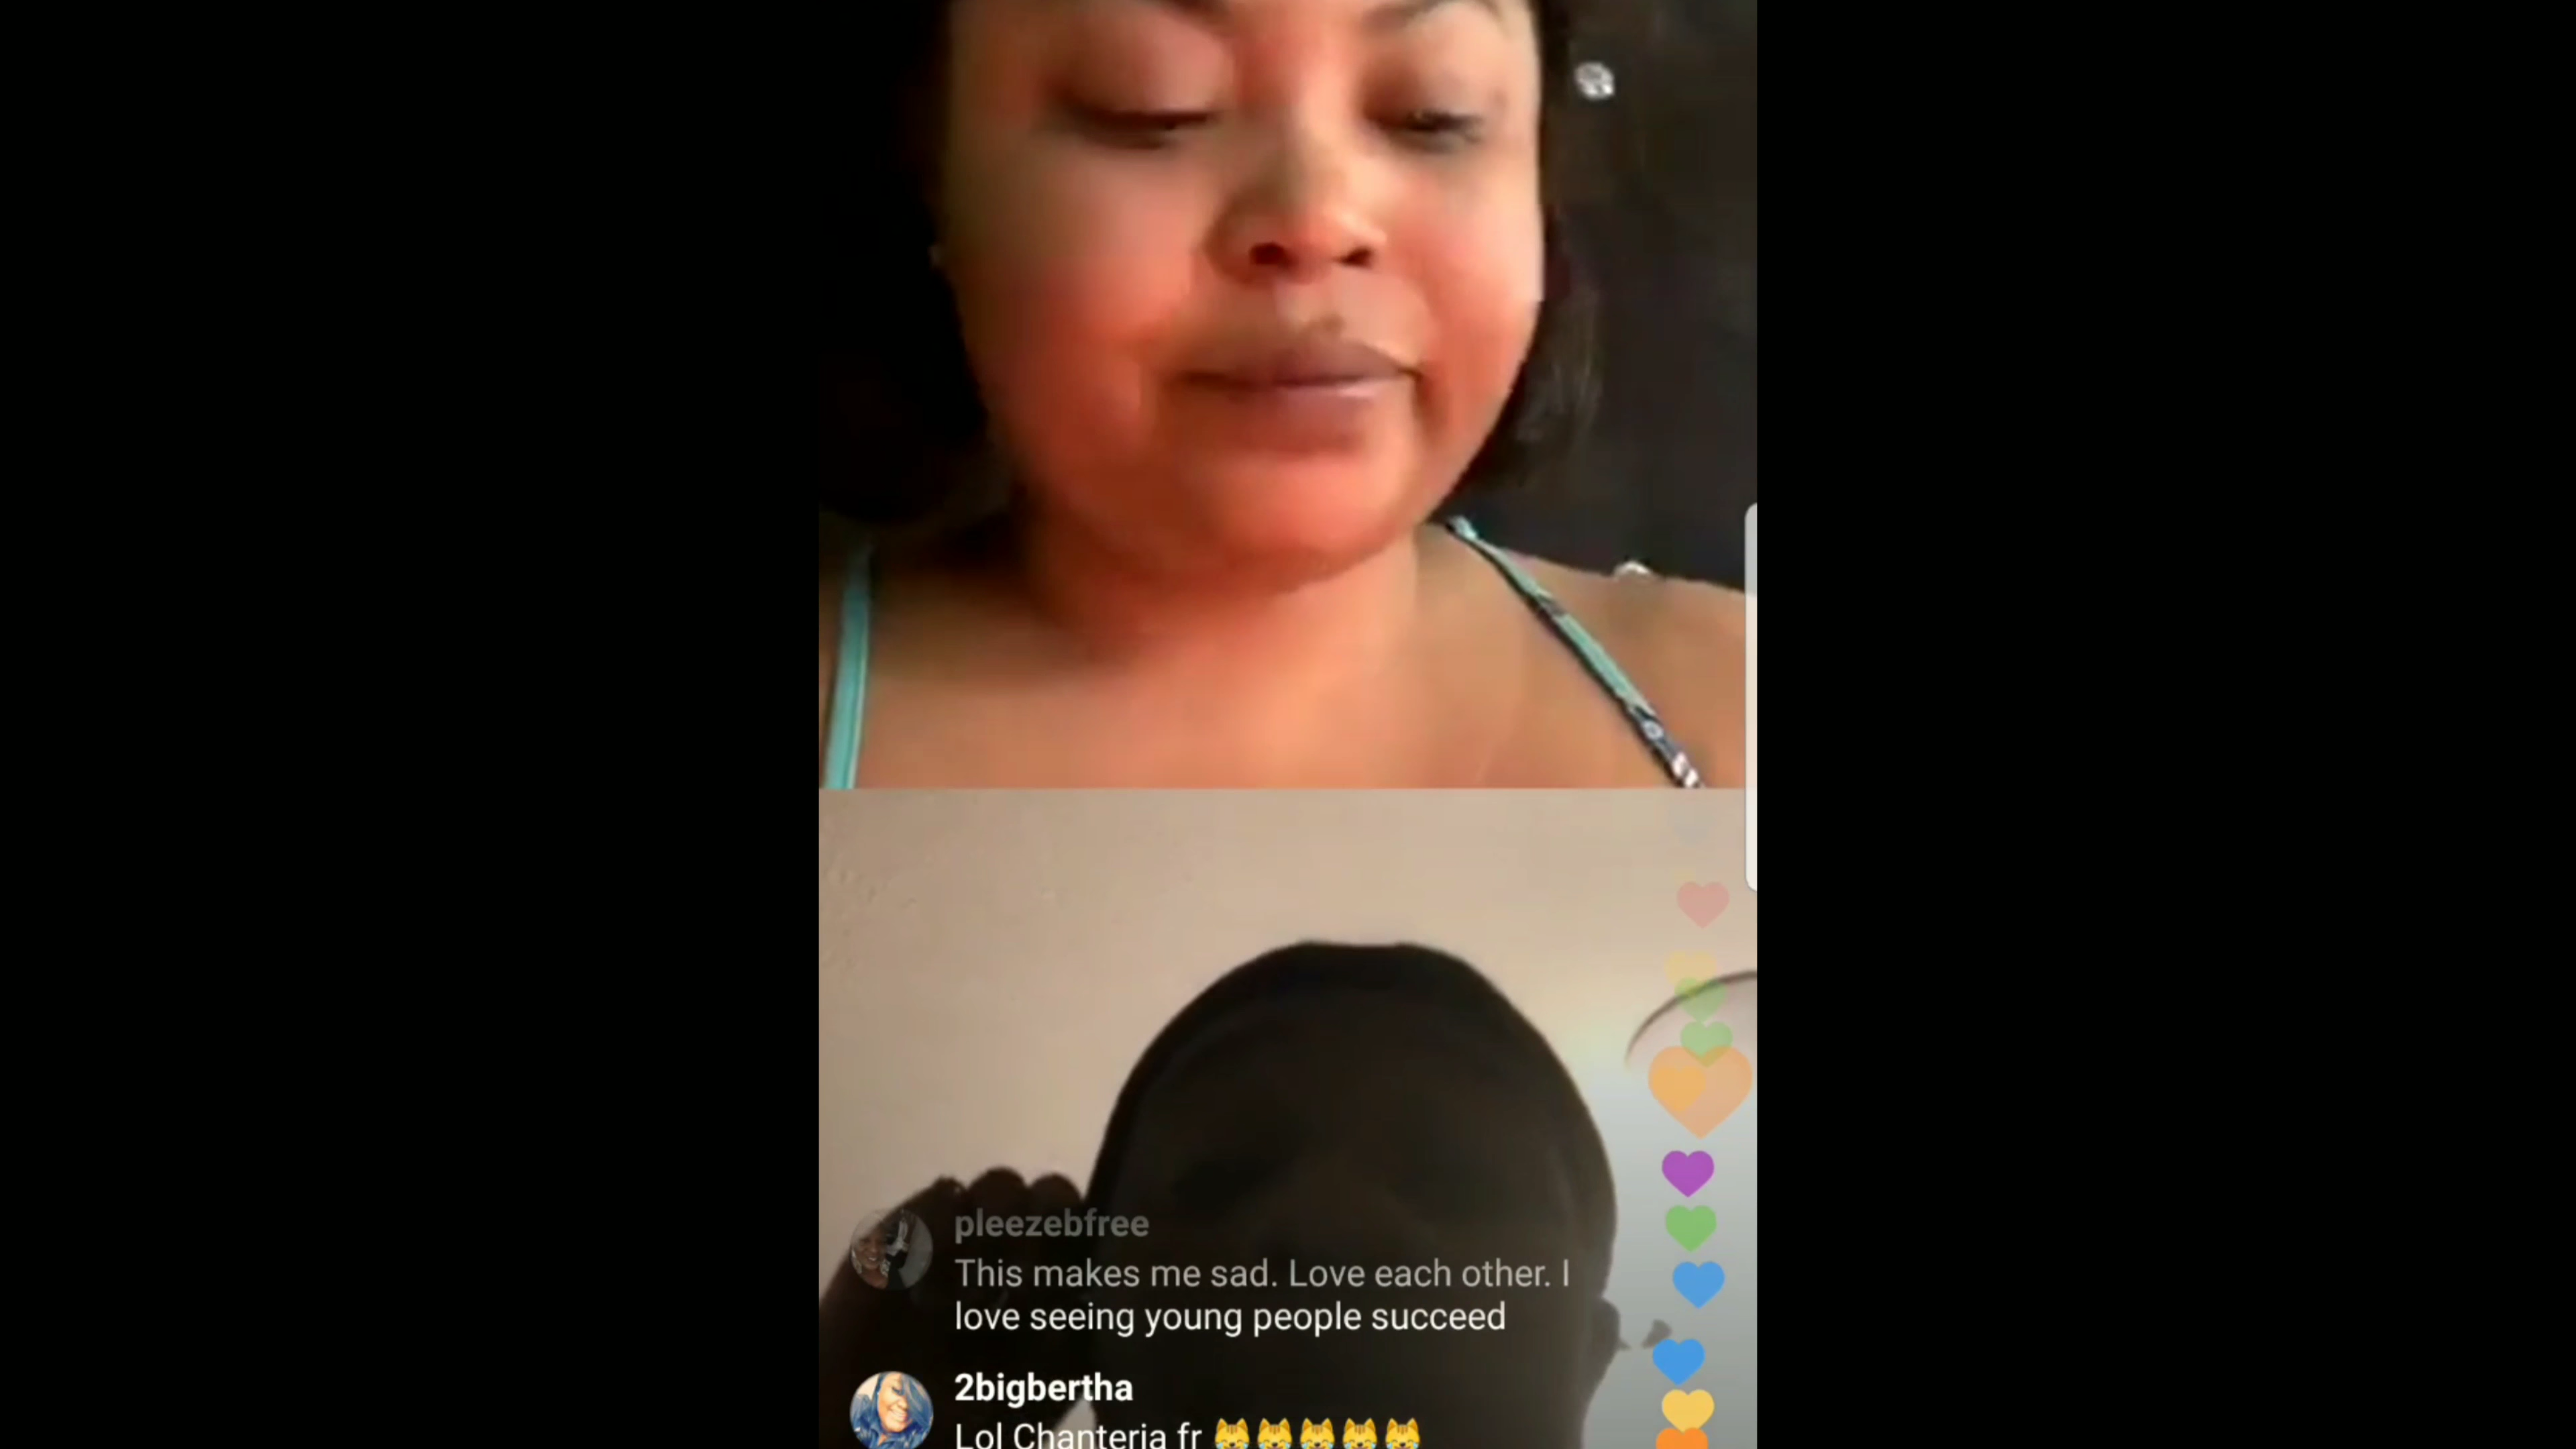 pleezebfree
This makes me sad. Love each other. I
love seeing young people succeed
2bigbertha
Lol Chanteria fr 😹😹😹😹😹